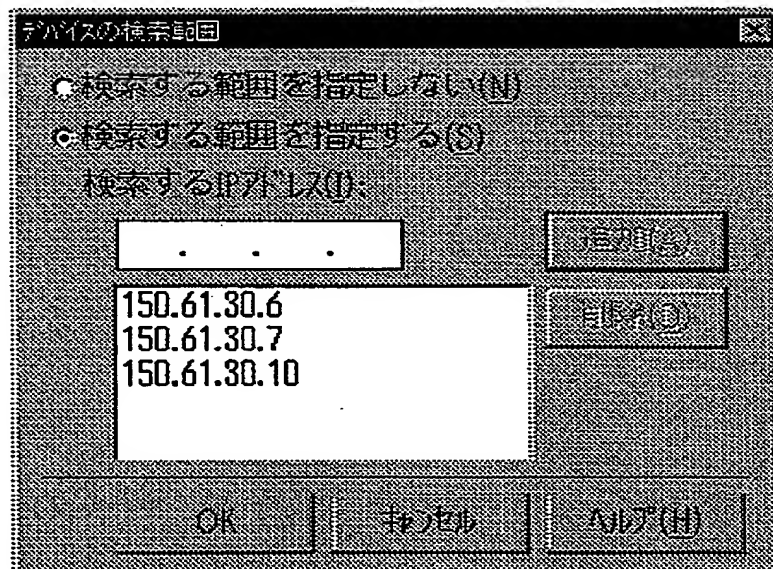 デバイスの検索範囲
検索する範囲を指定しない(N)
検索する範囲を指定する(S)
検索するIPアドレス(I):
. . .
追加(A)
150.61.30.6
150.61.30.7
150.61.30.10
削除(D)
OK
キャンセル
ヘルプ(H)